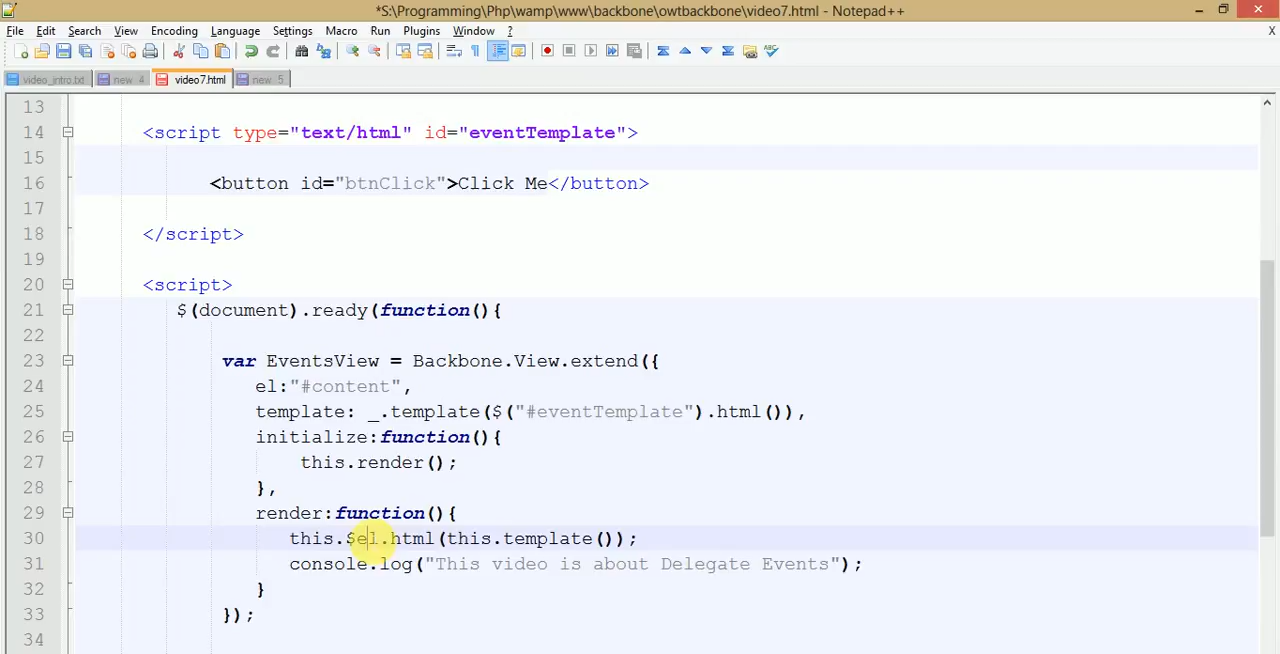 *S:\Programming\Php\wamp\www\backbone\owtbackbone\video7.html - Notepad++
File Edit Search View Encoding Language Settings Macro Run Plugins Window ? X
video_intro.txt new 4 video7.html new 5
13
14 <script type="text/html" id="eventTemplate">
15
16 <button id="btnClick">Click Me</button>
17
18 </script>
19
20 <script>
21 $(document).ready(function(){
22
23 var EventsView = Backbone.View.extend({
24 el:"#content",
25 template: _.template($("#eventTemplate").html()),
26 initialize:function(){
27 this.render();
28 },
29 render:function(){
30 this.$el.html(this.template());
31 console.log("This video is about Delegate Events");
32 }
33 });
34